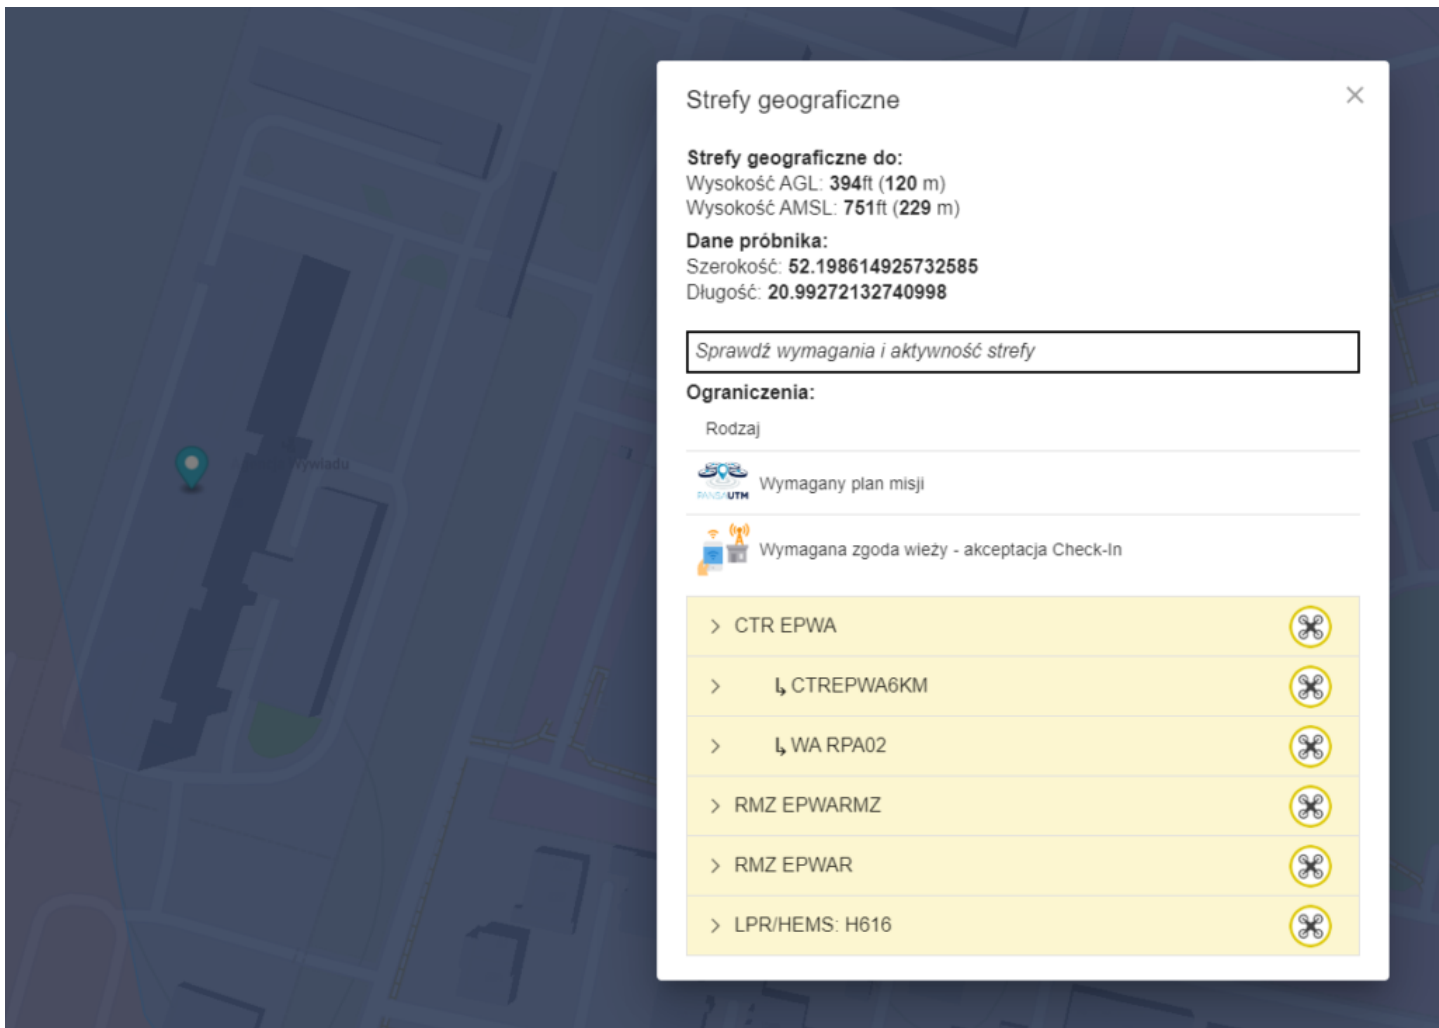 Strefy geograficzne
Strefy geograficzne do:
Wysokość AGL: 394ft (120 m)
Wysokość AMSL: 751ft (229 m)
Dane próbnika:
Szerokość: 52.198614925732585
Długość: 20.99272132740998
Sprawdź wymagania i aktywność strefy
Ograniczenia:
Rodzaj
PANSAUTM
Wymagany plan misji
Wymagana zgoda wieży - akceptacja Check-In
CTR EPWA
CTREPWA6KM
WA RPA02
RMZ EPWARMZ
RMZ EPWAR
LPR/HEMS: H616
Wywiadu